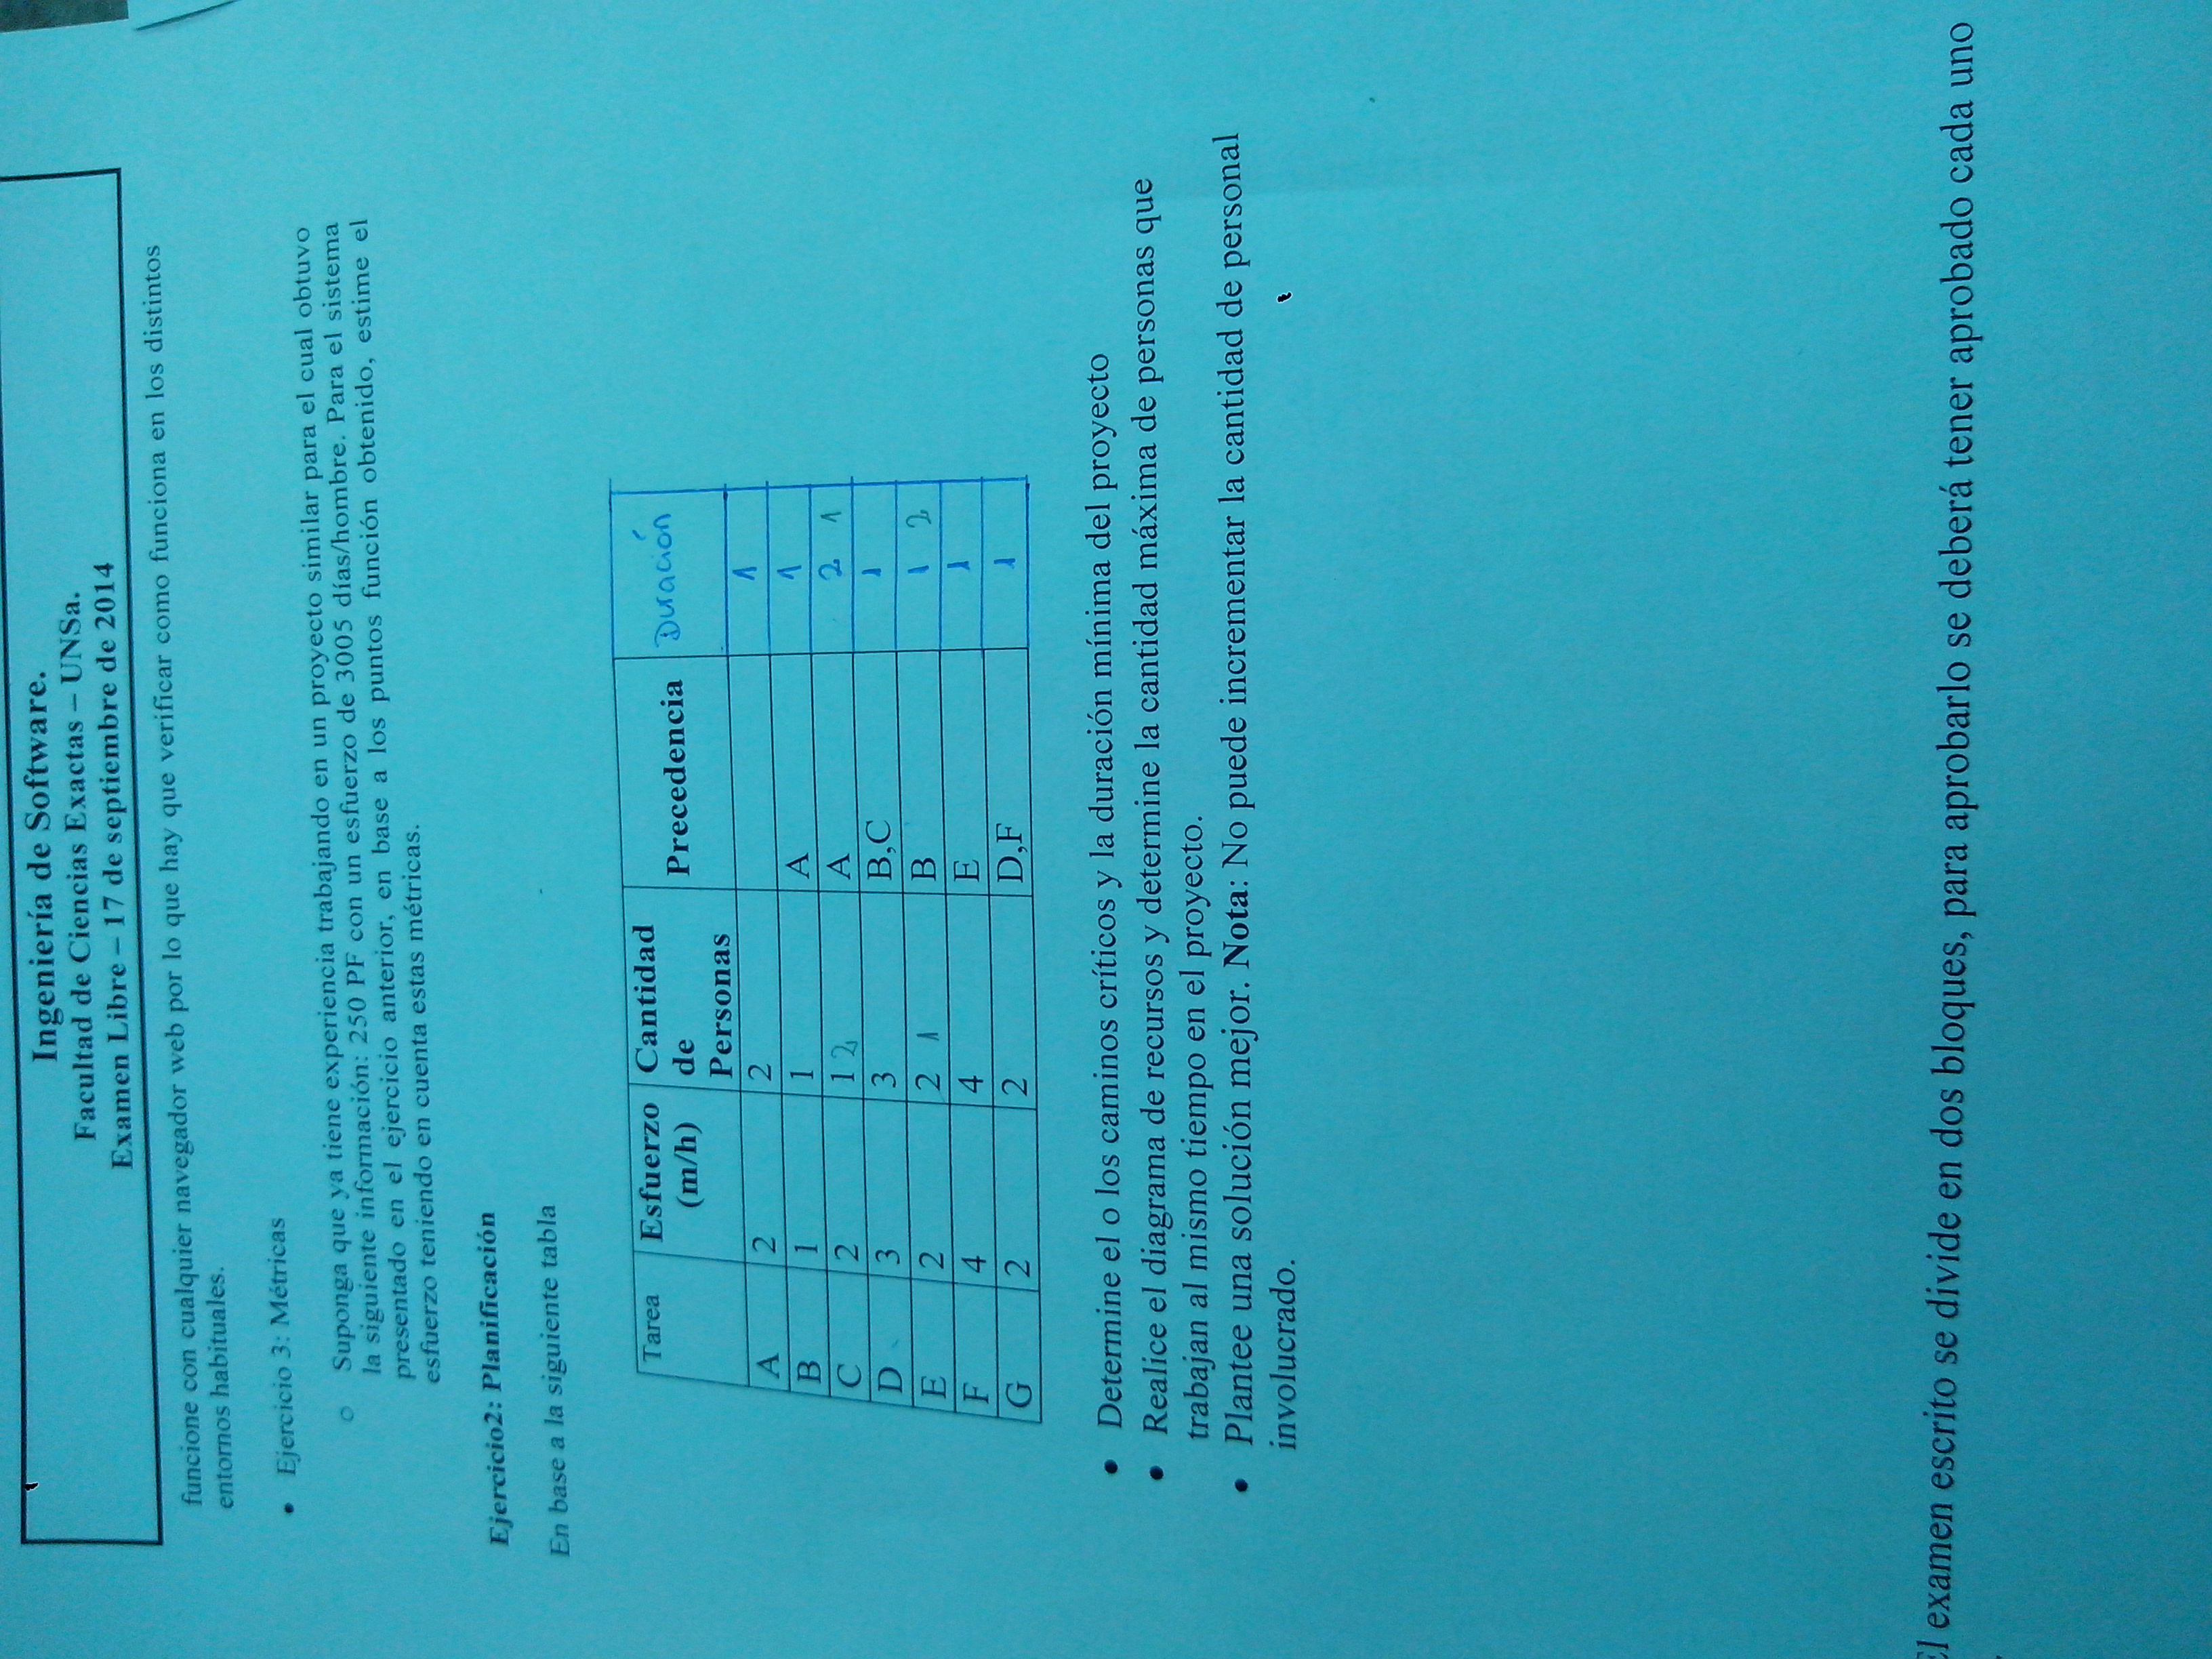 Ingeniería de Software.
Facultad de Ciencias Exactas – UNSa.
Examen Libre – 17 de septiembre de 2014
funcione con cualquier navegador web por lo que hay que verificar como funciona en los distintos
entornos habituales.
• Ejercicio 3: Métricas
o Suponga que ya tiene experiencia trabajando en un proyecto similar para el cual obtuvo
la siguiente información: 250 PF con un esfuerzo de 3005 días/hombre. Para el sistema
presentado en el ejercicio anterior, en base a los puntos función obtenido, estime el
esfuerzo teniendo en cuenta estas métricas.
Ejercicio2: Planificación
En base a la siguiente tabla
Tarea Esfuerzo (m/h) Cantidad de Personas Precedencia Duración
A 2 2 1
B 1 1 A 1
C 2 1 2 A 2 1
D 3 3 B,C 1
E 2 2 1 B 1 2
F 4 4 E 1
G 2 2 D,F 1
• Determine el o los caminos críticos y la duración mínima del proyecto
• Realice el diagrama de recursos y determine la cantidad máxima de personas que
trabajan al mismo tiempo en el proyecto.
• Plantee una solución mejor. Nota: No puede incrementar la cantidad de personal
involucrado.
El examen escrito se divide en dos bloques, para aprobarlo se deberá tener aprobado cada uno